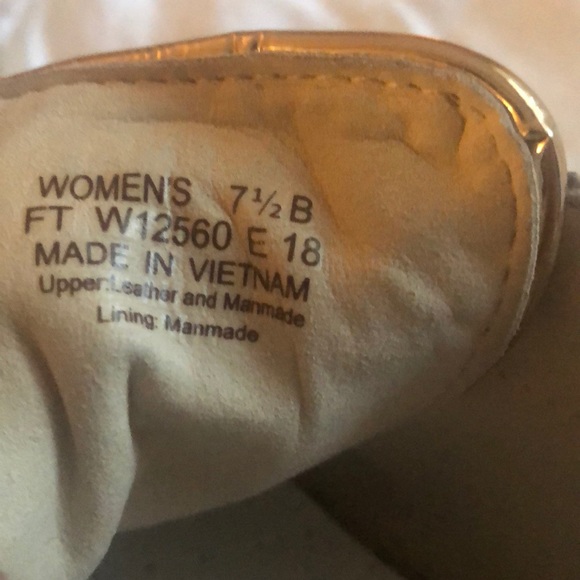 WOMEN'S 7½ B
FT W12560 E 18
MADE IN VIETNAM
Upper: Leather and Manmade
Lining: Manmade